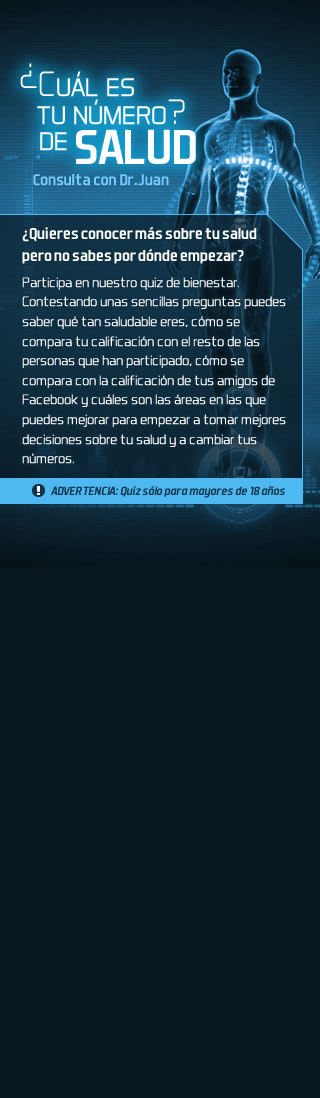 ¿CUÁL ES
TU NÚMERO?
DE SALUD
Consulta con Dr.Juan
¿Quieres conocer más sobre tu salud
pero no sabes por dónde empezar?
Participa en nuestro quiz de bienestar.
Contestando unas sencillas preguntas puedes
saber qué tan saludable eres, cómo se
compara tu calificación con el resto de las
personas que han participado, cómo se
compara con la calificación de tus amigos de
Facebook y cuáles son las áreas en las que
puedes mejorar para empezar a tomar mejores
decisiones sobre tu salud y a cambiar tus
números.
ADVERTENCIA: Quiz sólo para mayores de 18 años